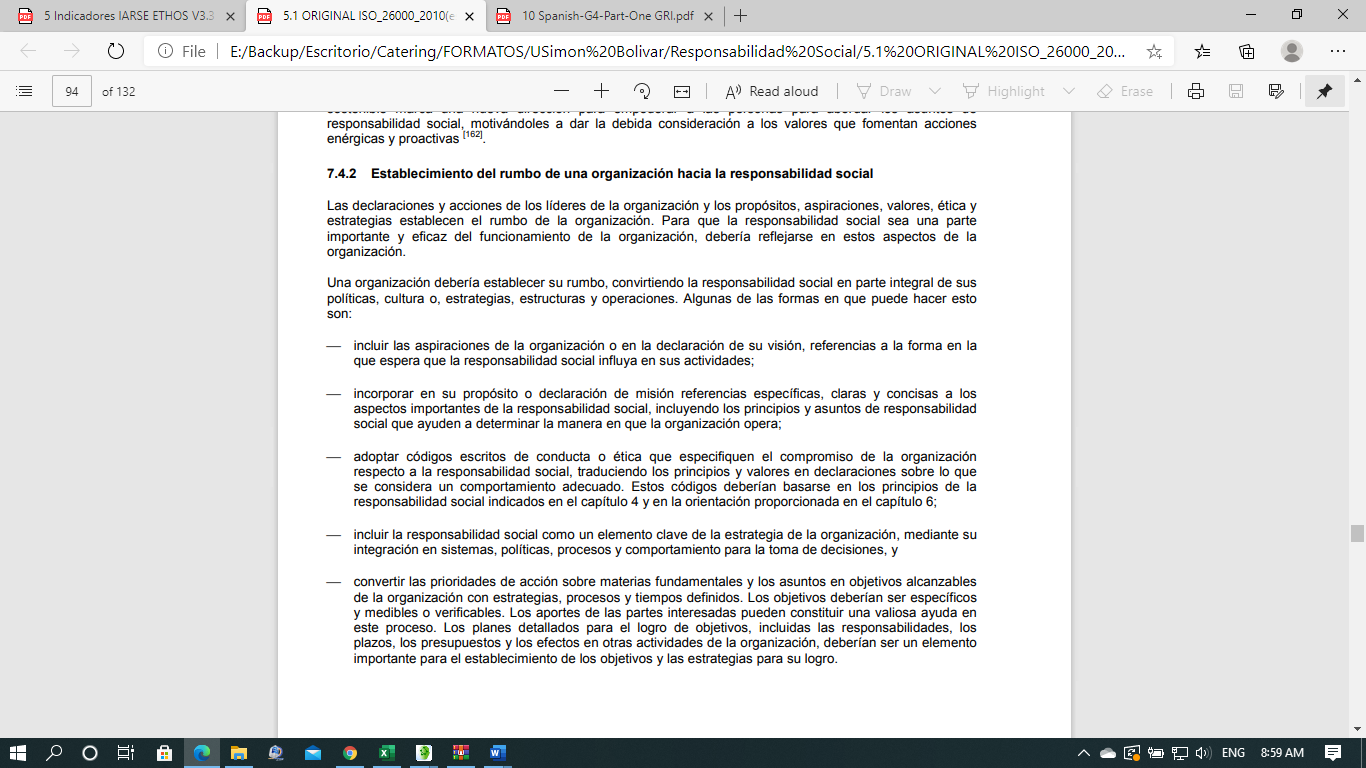 5 Indicadores IARSE ETHOS V3.3
5.1 ORIGINAL ISO_26000_2010(e
10 Spanish-G4-Part-One GRI.pdf
File
E:/Backup/Escritorio/Catering/FORMATOS/USimon%20Bolivar/Responsabilidad%20Social/5.1%20ORIGINAL%20ISO_26000_20...
94 of 132
Read aloud
Draw
Highlight
Erase
responsabilidad social, motivándoles a dar la debida consideración a los valores que fomentan acciones
enérgicas y proactivas [162].
7.4.2 Establecimiento del rumbo de una organización hacia la responsabilidad social
Las declaraciones y acciones de los líderes de la organización y los propósitos, aspiraciones, valores, ética y
estrategias establecen el rumbo de la organización. Para que la responsabilidad social sea una parte
importante y eficaz del funcionamiento de la organización, debería reflejarse en estos aspectos de la
organización.
Una organización debería establecer su rumbo, convirtiendo la responsabilidad social en parte integral de sus
políticas, cultura o, estrategias, estructuras y operaciones. Algunas de las formas en que puede hacer esto
son:
— incluir las aspiraciones de la organización o en la declaración de su visión, referencias a la forma en la
que espera que la responsabilidad social influya en sus actividades;
— incorporar en su propósito o declaración de misión referencias específicas, claras y concisas a los
aspectos importantes de la responsabilidad social, incluyendo los principios y asuntos de responsabilidad
social que ayuden a determinar la manera en que la organización opera;
— adoptar códigos escritos de conducta o ética que especifiquen el compromiso de la organización
respecto a la responsabilidad social, traduciendo los principios y valores en declaraciones sobre lo que
se considera un comportamiento adecuado. Estos códigos deberían basarse en los principios de la
responsabilidad social indicados en el capítulo 4 y en la orientación proporcionada en el capítulo 6;
— incluir la responsabilidad social como un elemento clave de la estrategia de la organización, mediante su
integración en sistemas, políticas, procesos y comportamiento para la toma de decisiones, y
— convertir las prioridades de acción sobre materias fundamentales y los asuntos en objetivos alcanzables
de la organización con estrategias, procesos y tiempos definidos. Los objetivos deberían ser específicos
y medibles o verificables. Los aportes de las partes interesadas pueden constituir una valiosa ayuda en
este proceso. Los planes detallados para el logro de objetivos, incluidas las responsabilidades, los
plazos, los presupuestos y los efectos en otras actividades de la organización, deberían ser un elemento
importante para el establecimiento de los objetivos y las estrategias para su logro.
ENG
8:59 AM